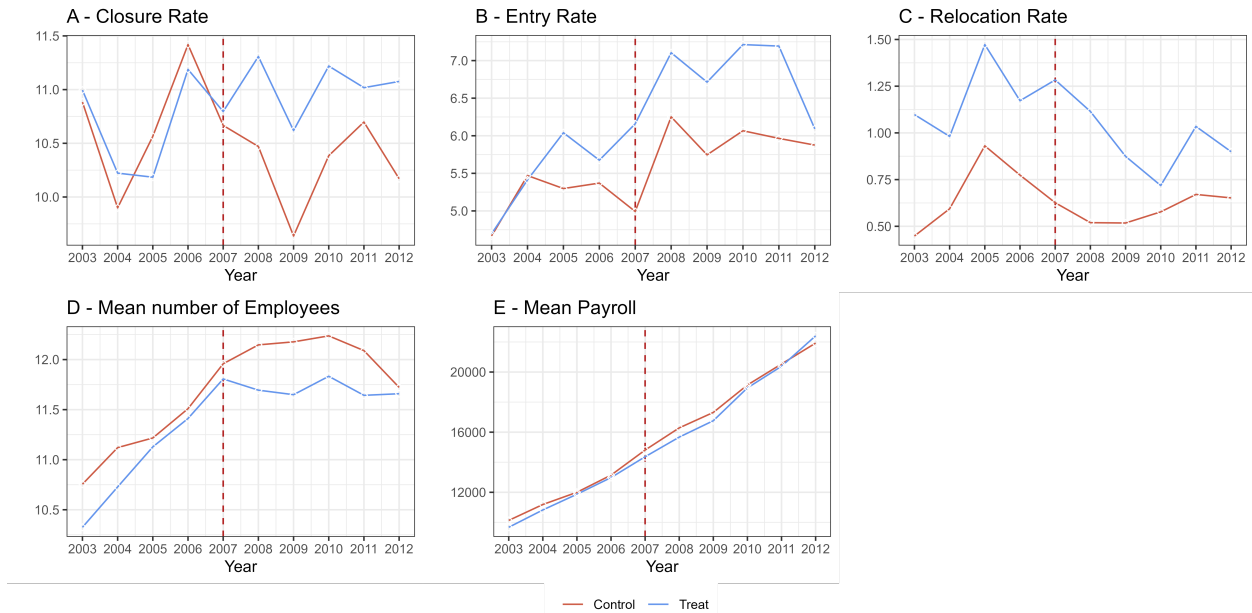 A - Closure Rate
11.5
11.0
10.5
10.0
2003 2004 2005 2006 2007 2008 2009 2010 2011 2012
Year
B - Entry Rate
7.0
6.5
6.0
5.5
5.0
2003 2004 2005 2006 2007 2008 2009 2010 2011 2012
Year
C - Relocation Rate
1.50
1.25
1.00
0.75
0.50
2003 2004 2005 2006 2007 2008 2009 2010 2011 2012
Year
D - Mean number of Employees
12.0
11.5
11.0
10.5
2003 2004 2005 2006 2007 2008 2009 2010 2011 2012
Year
E - Mean Payroll
20000
16000
12000
2003 2004 2005 2006 2007 2008 2009 2010 2011 2012
Year
Control Treat